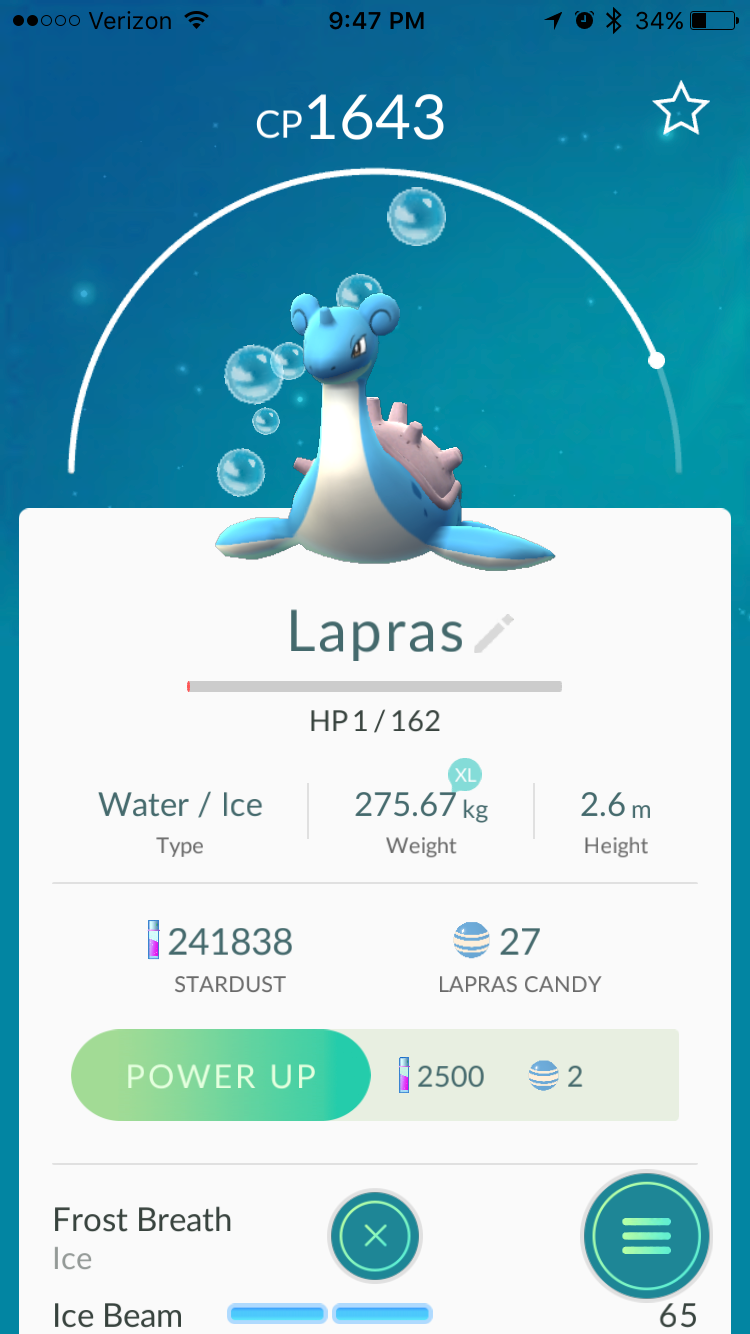 Verizon 9:47 PM 34%
CP1643
Lapras
HP 1 / 162
XL
Water / Ice 275.67 kg 2.6 m
Type Weight Height
241838 27
STARDUST LAPRAS CANDY
POWER UP 2500 2
Frost Breath
Ice
Ice Beam 65